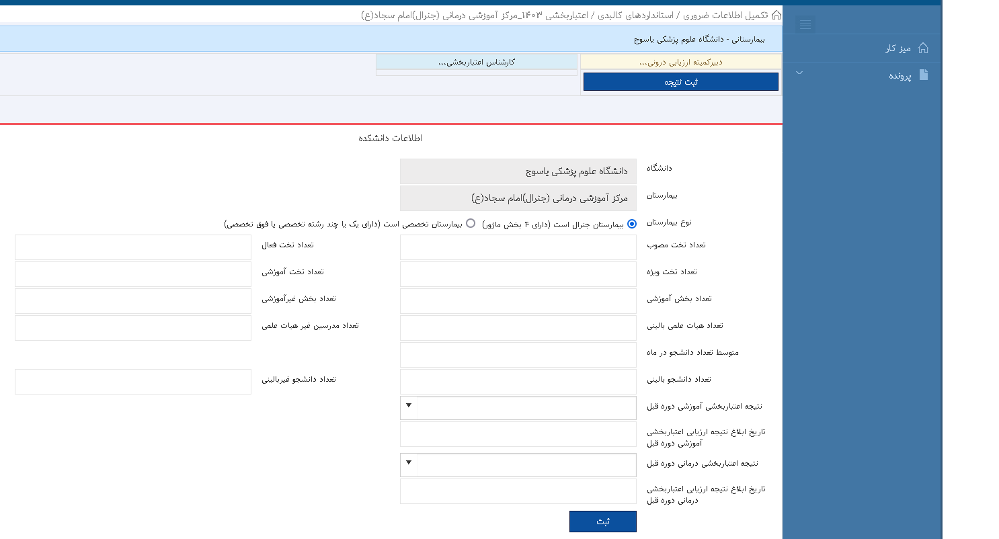 تکمیل اطلاعات ضروری / استانداردهای کالبدی / اعتباربخشی ۱۴۰۳_مرکز آموزشی درمانی (جنرال)امام سجاد(ع)
میز کار
پرونده
بیمارستانی - دانشگاه علوم پزشکی یاسوج
دبیرکمیته ارزیابی درونی...
کارشناس اعتباربخشی...
ثبت نتیجه
اطلاعات دانشکده
دانشگاه
دانشگاه علوم پزشکی یاسوج
بیمارستان
مرکز آموزشی درمانی (جنرال)امام سجاد(ع)
نوع بیمارستان
بیمارستان جنرال است (دارای ۴ بخش ماژور)
بیمارستان تخصصی است (دارای یک یا چند رشته تخصصی یا فوق تخصصی)
تعداد تخت مصوب
تعداد تخت فعال
تعداد تخت ویژه
تعداد تخت آموزشی
تعداد بخش آموزشی
تعداد بخش غیرآموزشی
تعداد هیات علمی بالینی
تعداد مدرسین غیر هیات علمی
متوسط تعداد دانشجو در ماه
تعداد دانشجو بالینی
تعداد دانشجو غیربالینی
نتیجه اعتباربخشی آموزشی دوره قبل
تاریخ ابلاغ نتیجه ارزیابی اعتباربخشی
آموزشی دوره قبل
نتیجه اعتباربخشی درمانی دوره قبل
تاریخ ابلاغ نتیجه ارزیابی اعتباربخشی
درمانی دوره قبل
ثبت